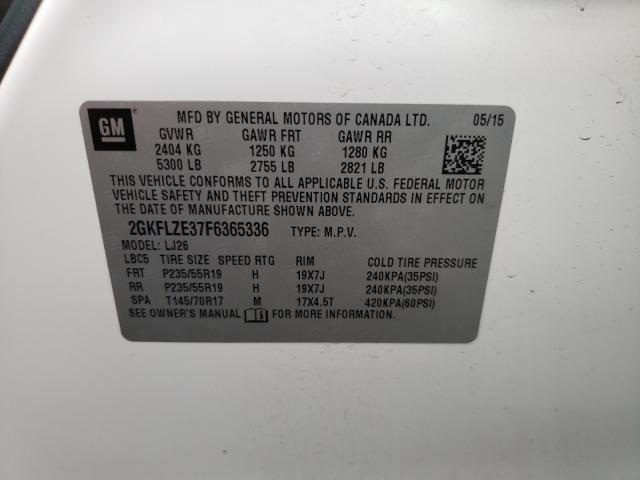 GM
MFD BY GENERAL MOTORS OF CANADA LTD. 05/15
GVWR GAWR FRT GAWR RR
2404 KG 1250 KG 1280 KG
5300 LB 2755 LB 2821 LB
THIS VEHICLE CONFORMS TO ALL APPLICABLE U.S. FEDERAL MOTOR
VEHICLE SAFETY AND THEFT PREVENTION STANDARDS IN EFFECT ON
THE DATE OF MANUFACTURE SHOWN ABOVE.
2GKFLZE37F6365336 TYPE: M.P.V.
MODEL: LJ26
LBC5 TIRE SIZE SPEED RTG RIM COLD TIRE PRESSURE
FRT P235/55R19 H 19X7J 240KPA(35PSI)
RR P235/55R19 H 19X7J 240KPA(35PSI)
SPA T145/70R17 M 17X4.5T 420KPA(60PSI)
SEE OWNER'S MANUAL FOR MORE INFORMATION.